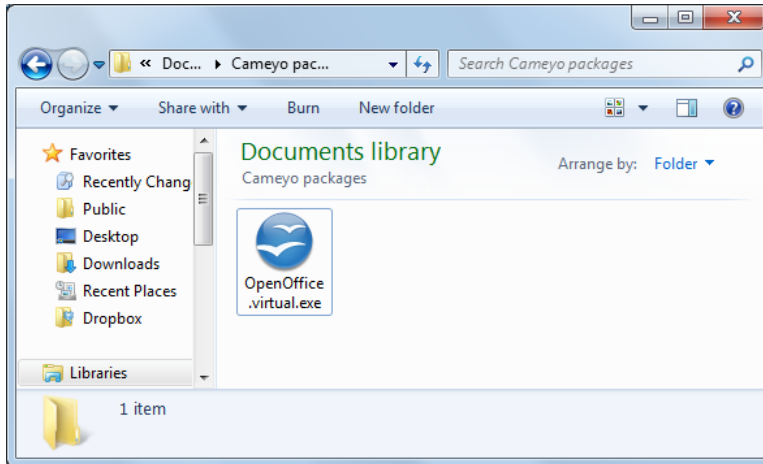 « Doc... Cameyo pac...
Search Cameyo packages
Organize Share with Burn New folder
Favorites
Recently Chang
Public
Desktop
Downloads
Recent Places
Dropbox
Libraries
Documents library
Cameyo packages
Arrange by: Folder
OpenOffice
.virtual.exe
1 item